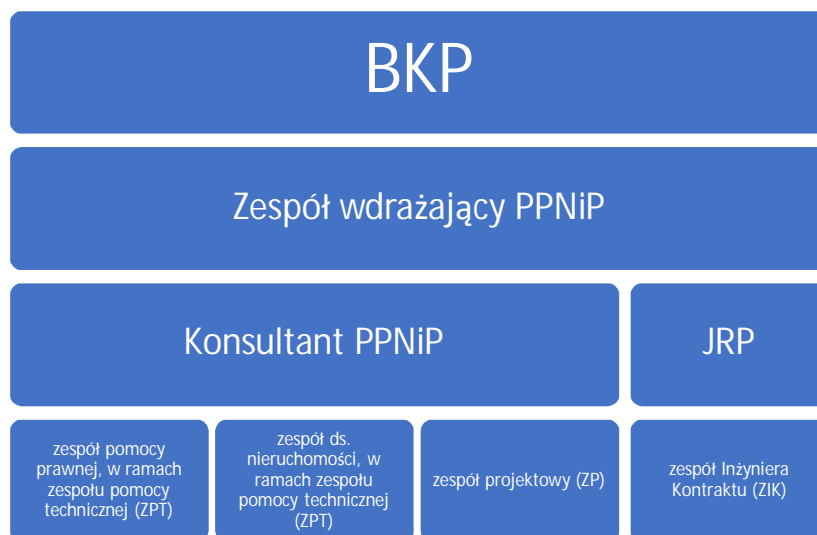 BKP
Zespół wdrażający PPNiP
Konsultant PPNiP
JRP
zespół pomocy
prawnej, w ramach
zespołu pomocy
technicznej (ZPT)
zespół ds.
nieruchomości, w
ramach zespołu
pomocy technicznej
(ZPT)
zespół projektowy (ZP)
zespół Inżyniera
Kontraktu (ZIK)